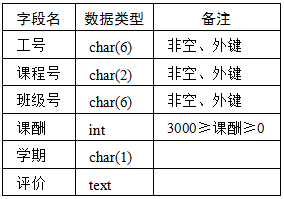 字段名 数据类型 备注
工号 char(6) 非空、外键
课程号 char(2) 非空、外键
班级号 char(6) 非空、外键
课酬 int 3000≥课酬≥0
学期 char(1)
评价 text